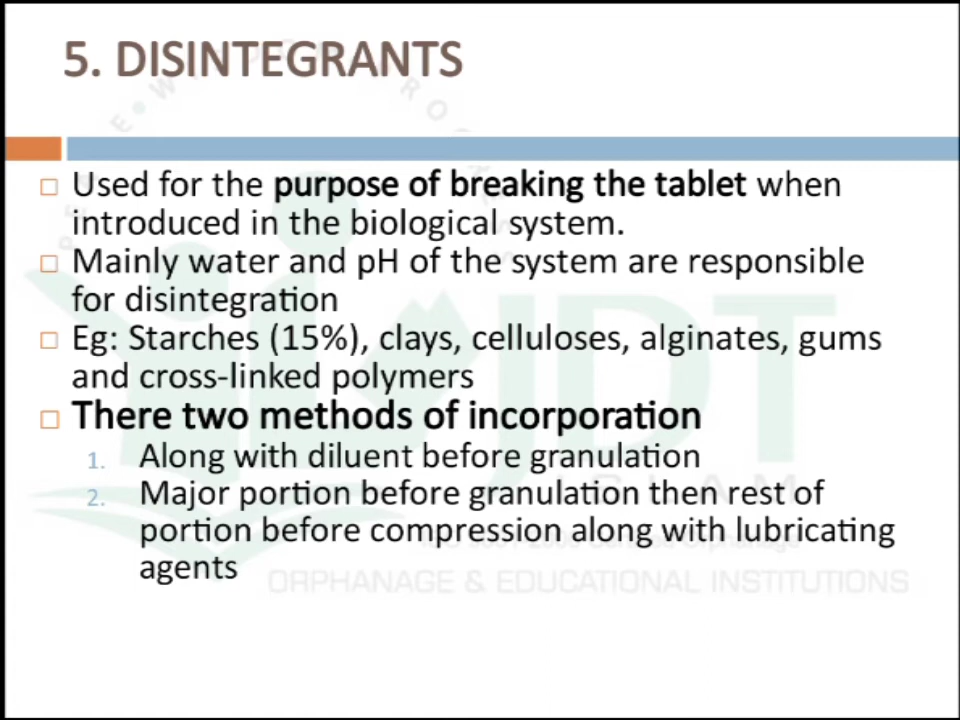 5. DISINTEGRANTS
Used for the purpose of breaking the tablet when
introduced in the biological system.
Mainly water and pH of the system are responsible
for disintegration
Eg: Starches (15%), clays, celluloses, alginates, gums
and cross-linked polymers
There two methods of incorporation
1. Along with diluent before granulation
2. Major portion before granulation then rest of
portion before compression along with lubricating
agents
JDT
ISLAM
ORPHANAGE & EDUCATIONAL INSTITUTIONS